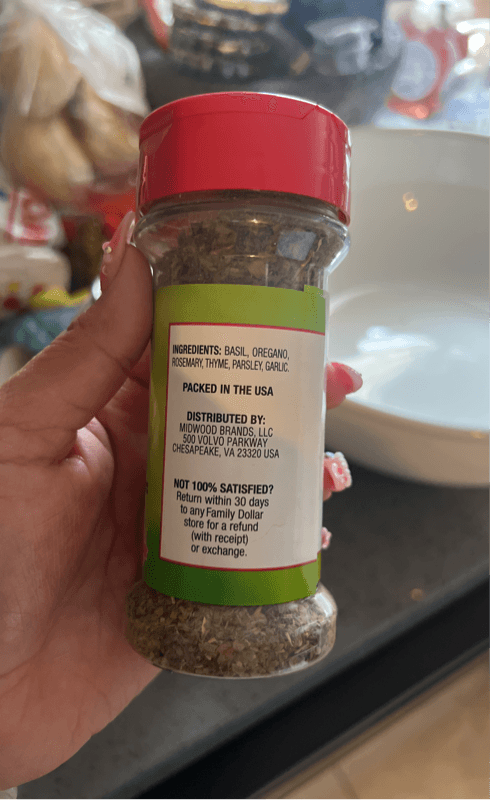 INGREDIENTS: BASIL, OREGANO,
ROSEMARY, THYME, PARSLEY, GARLIC.
PACKED IN THE USA
DISTRIBUTED BY:
MIDWOOD BRANDS, LLC
500 VOLVO PARKWAY
CHESAPEAKE, VA 23320 USA
NOT 100% SATISFIED?
Return within 30 days
to any Family Dollar
store for a refund
(with receipt)
or exchange.